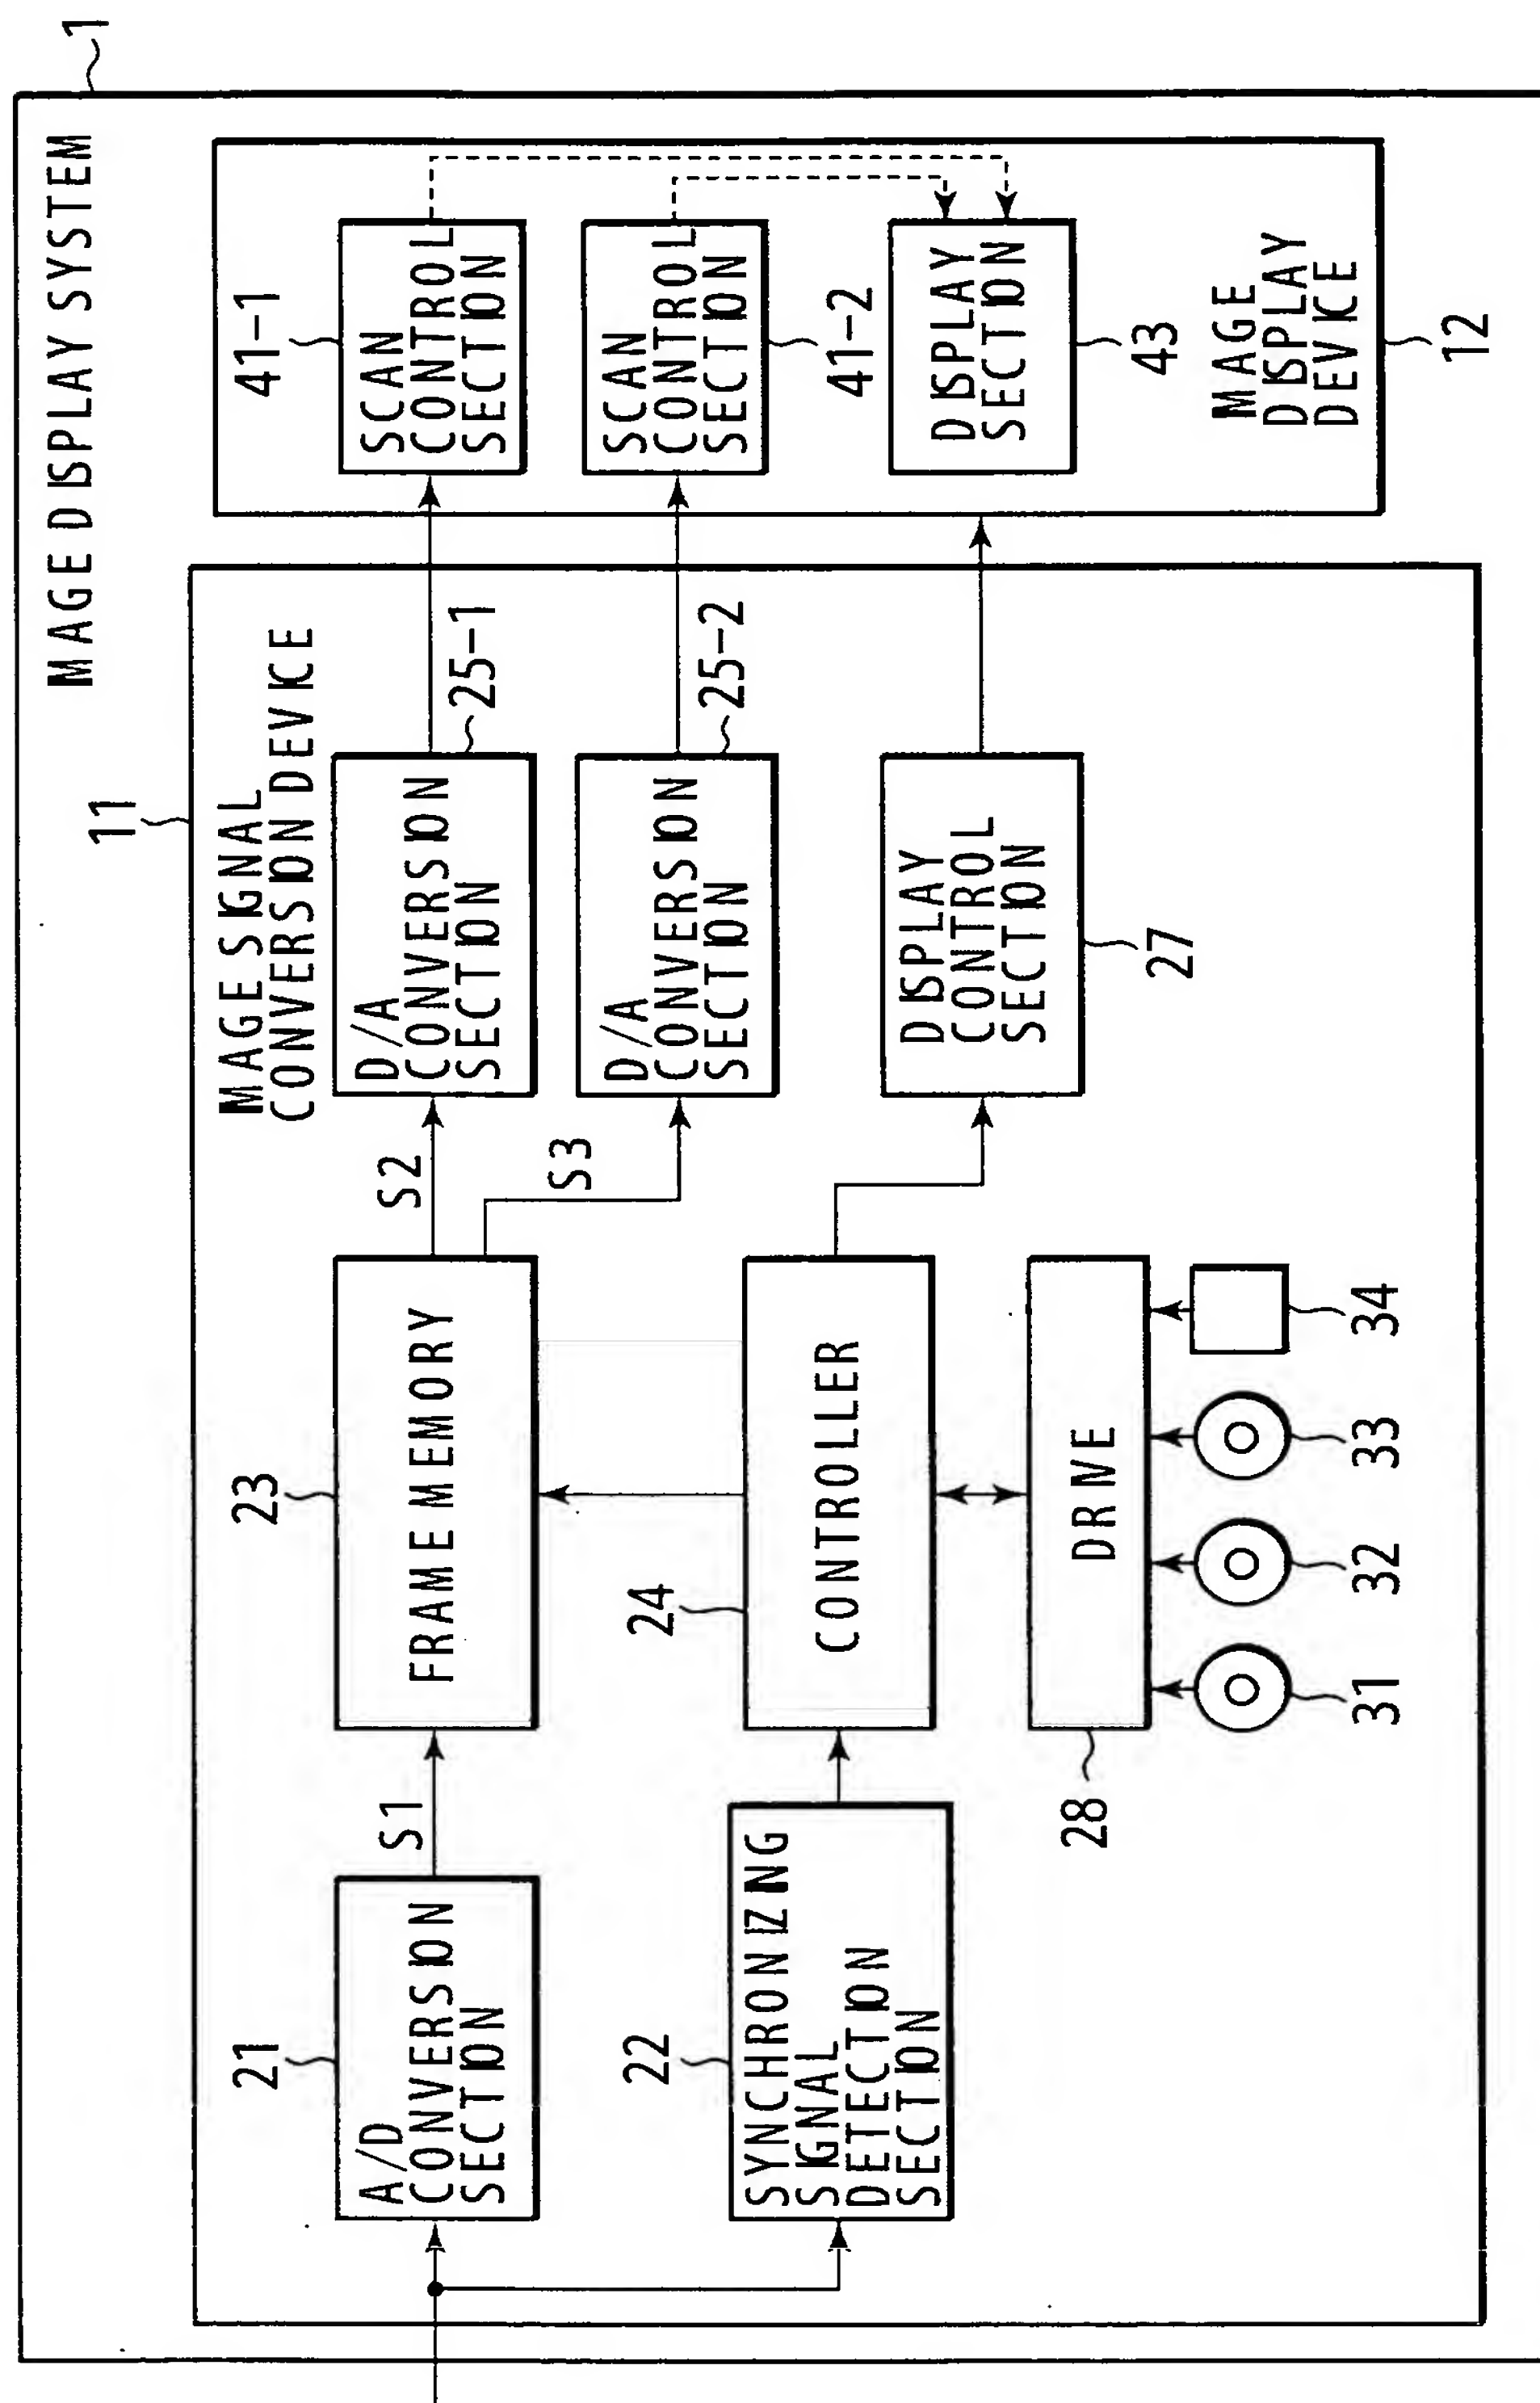 1
IMAGE DISPLAY SYSTEM
11
IMAGE SIGNAL
CONVERSION DEVICE
21
A/D
CONVERSION
SECTION
S1
23
FRAME MEMORY
S2
S3
D/A
CONVERSION
SECTION
25-1
D/A
CONVERSION
SECTION
25-2
41-1
SCAN
CONTROL
SECTION
SCAN
CONTROL
SECTION
41-2
22
SYNCHRONIZING
SIGNAL
DETECTION
SECTION
24
CONTROLLER
DISPLAY
CONTROL
SECTION
27
DISPLAY
SECTION
43
28
DRIVE
31
32
33
34
IMAGE
DISPLAY
DEVICE
12